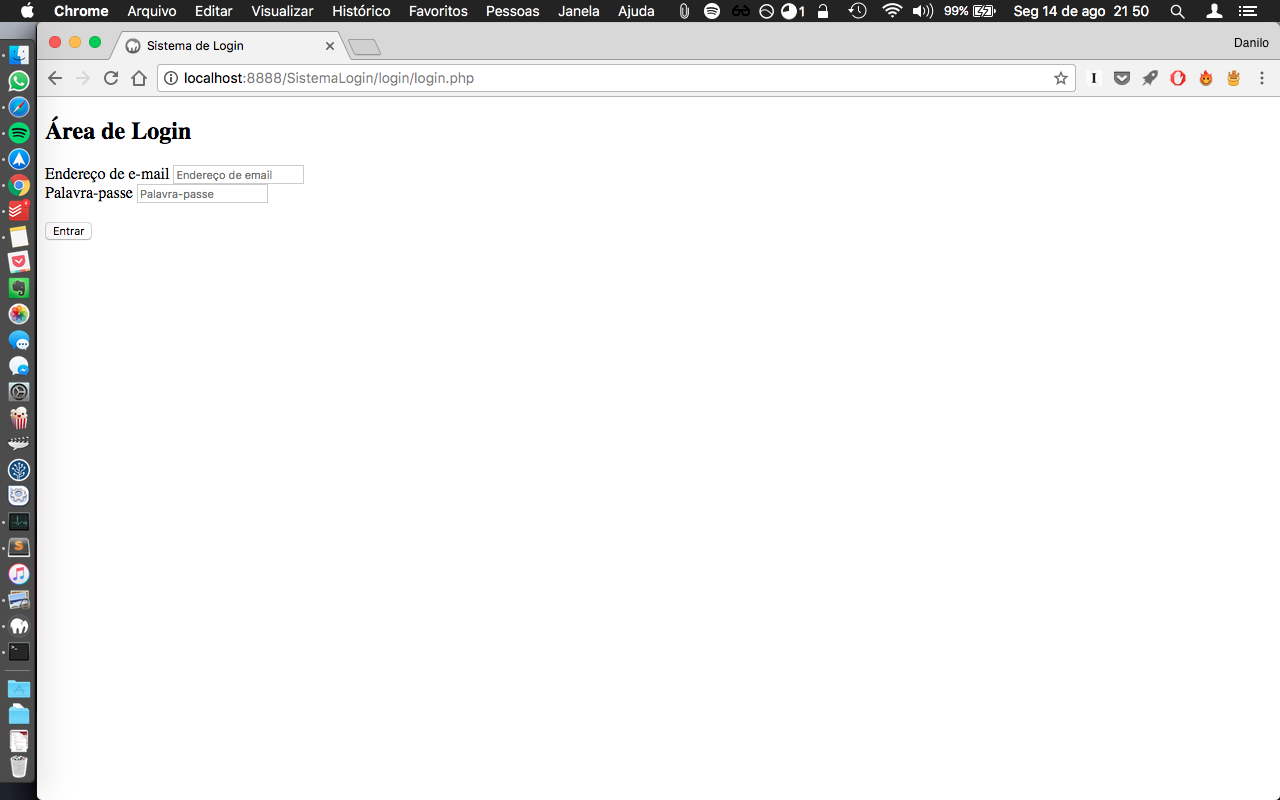 Chrome Arquivo Editar Visualizar Histórico Favoritos Pessoas Janela Ajuda 1 99% Seg 14 de ago 21 50
Sistema de Login
Danilo
localhost:8888/SistemaLogin/login/login.php
Área de Login
Endereço de e-mail Endereço de email
Palavra-passe Palavra-passe
Entrar